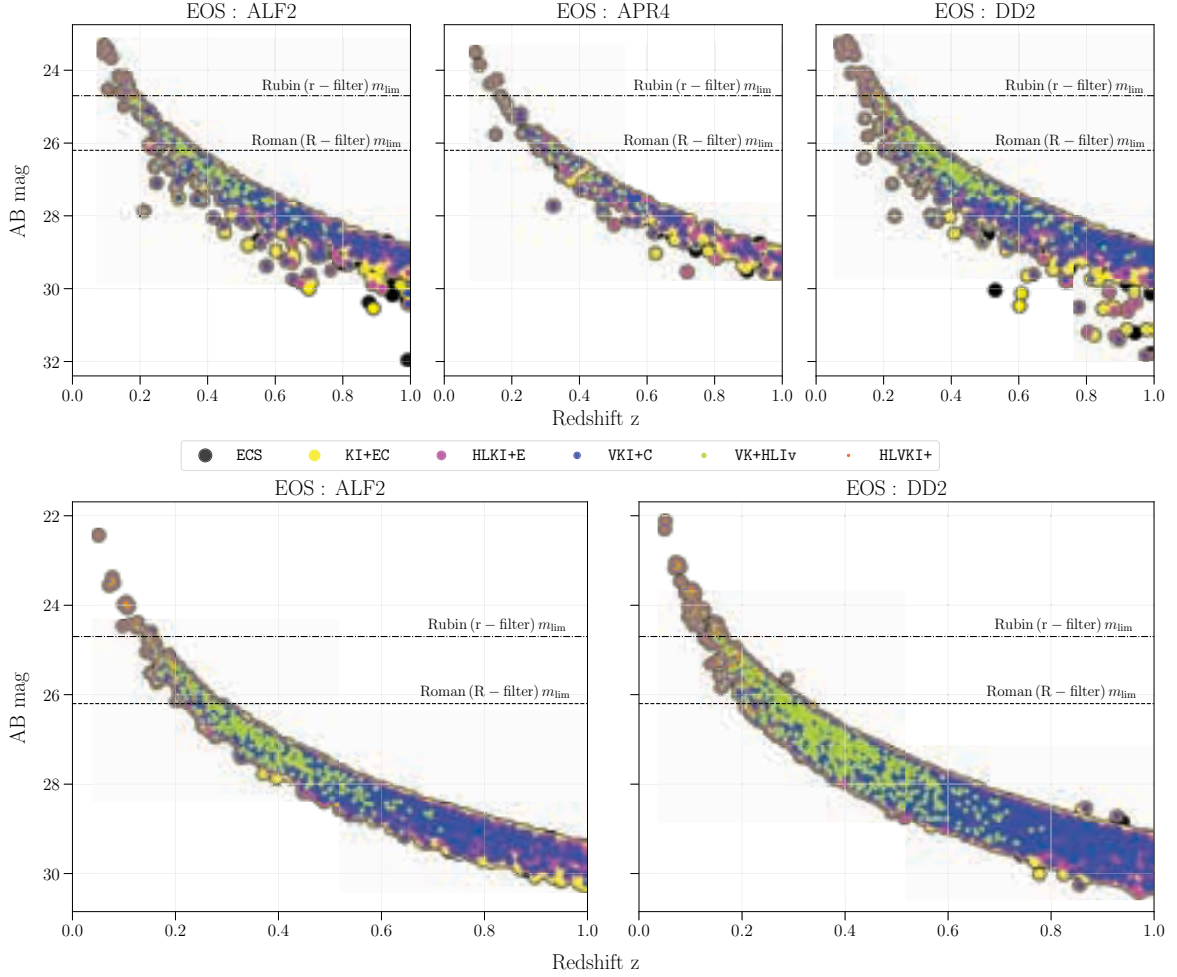 EOS : ALF2
EOS : APR4
EOS : DD2
AB mag
24
26
28
30
32
Rubin (r − filter) m_lim
Roman (R − filter) m_lim
Rubin (r − filter) m_lim
Roman (R − filter) m_lim
Rubin (r − filter) m_lim
Roman (R − filter) m_lim
0.0 0.2 0.4 0.6 0.8 1.0
0.0 0.2 0.4 0.6 0.8 1.0
0.0 0.2 0.4 0.6 0.8 1.0
Redshift z
ECS KI+EC HLKI+E VKI+C VK+HLIv HLVKI+
EOS : ALF2
EOS : DD2
AB mag
22
24
26
28
30
Rubin (r − filter) m_lim
Roman (R − filter) m_lim
Rubin (r − filter) m_lim
Roman (R − filter) m_lim
0.0 0.2 0.4 0.6 0.8 1.0
0.0 0.2 0.4 0.6 0.8 1.0
Redshift z